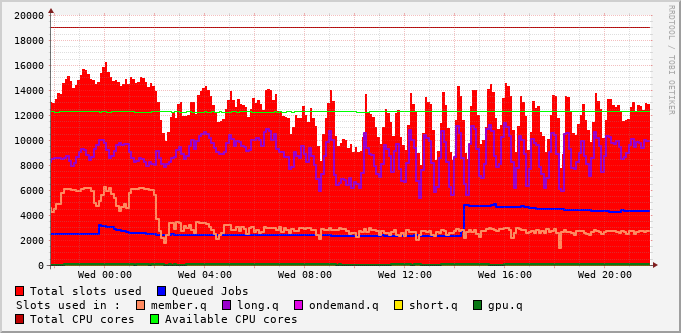 20000
18000
16000
14000
12000
10000
8000
6000
4000
2000
0
Wed 00:00 Wed 04:00 Wed 08:00 Wed 12:00 Wed 16:00 Wed 20:00
RRDTOOL / TOBI OETIKER
Total slots used Queued Jobs
Slots used in : member.q long.q ondemand.q short.q gpu.q
Total CPU cores Available CPU cores